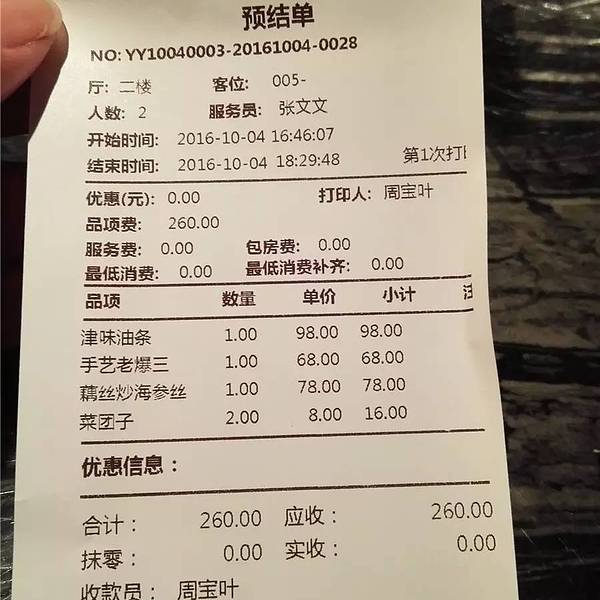 预结单
NO: YY10040003-20161004-0028
厅: 二楼 客位: 005-
人数: 2 服务员: 张文文
开始时间: 2016-10-04 16:46:07
结束时间: 2016-10-04 18:29:48 第1次打
优惠(元): 0.00 打印人: 周宝叶
品项费: 260.00
服务费: 0.00 包房费: 0.00
最低消费: 0.00 最低消费补齐: 0.00
品项 数量 单价 小计
津味油条 1.00 98.00 98.00
手艺老爆三 1.00 68.00 68.00
藕丝炒海参丝 1.00 78.00 78.00
菜团子 2.00 8.00 16.00
优惠信息：
合计： 260.00 应收： 260.00
抹零： 0.00 实收： 0.00
收款员： 周宝叶